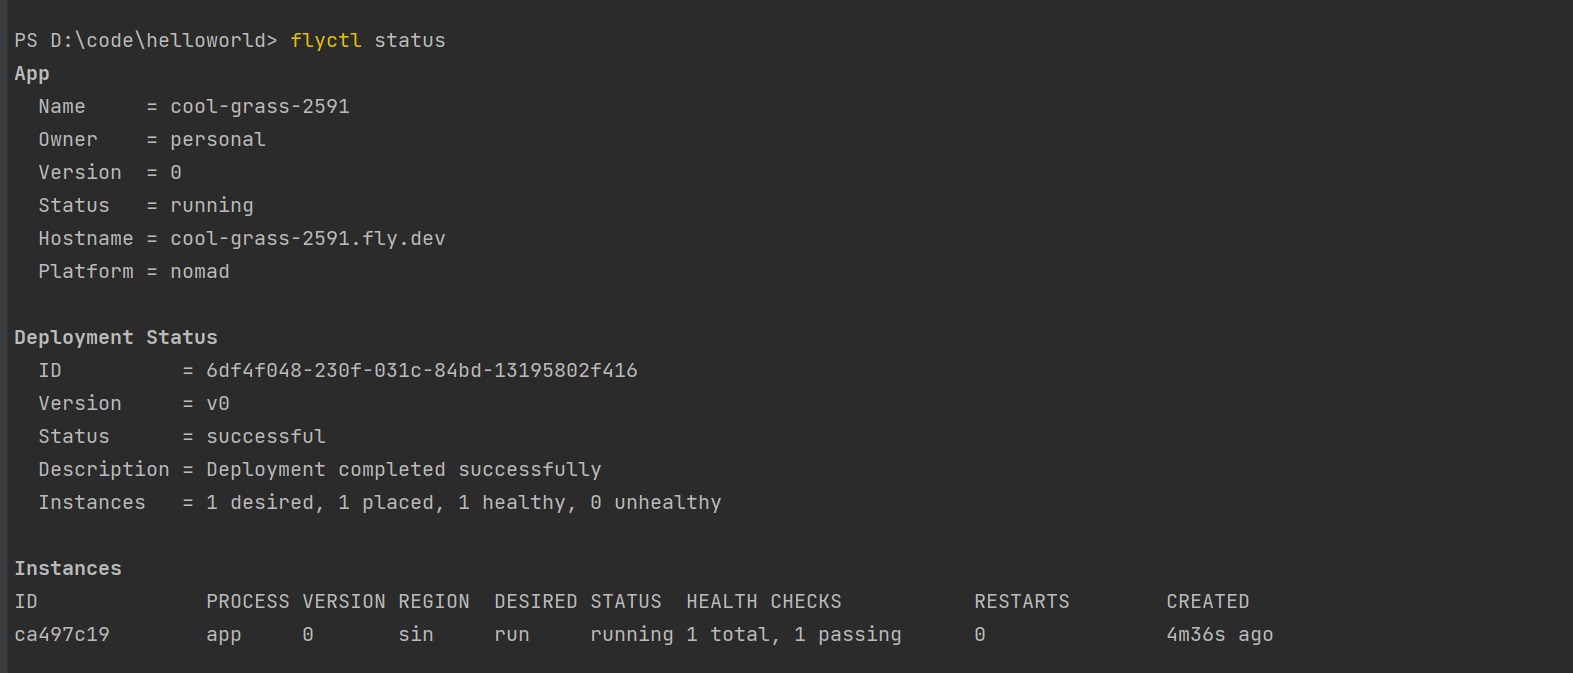 PS D:\code\helloworld> flyctl status
App
  Name     = cool-grass-2591
  Owner    = personal
  Version  = 0
  Status   = running
  Hostname = cool-grass-2591.fly.dev
  Platform = nomad

Deployment Status
  ID          = 6df4f048-230f-031c-84bd-13195802f416
  Version     = v0
  Status      = successful
  Description = Deployment completed successfully
  Instances   = 1 desired, 1 placed, 1 healthy, 0 unhealthy

Instances
ID              PROCESS VERSION REGION  DESIRED STATUS  HEALTH CHECKS           RESTARTS        CREATED
ca497c19        app     0       sin     run     running 1 total, 1 passing      0               4m36s ago